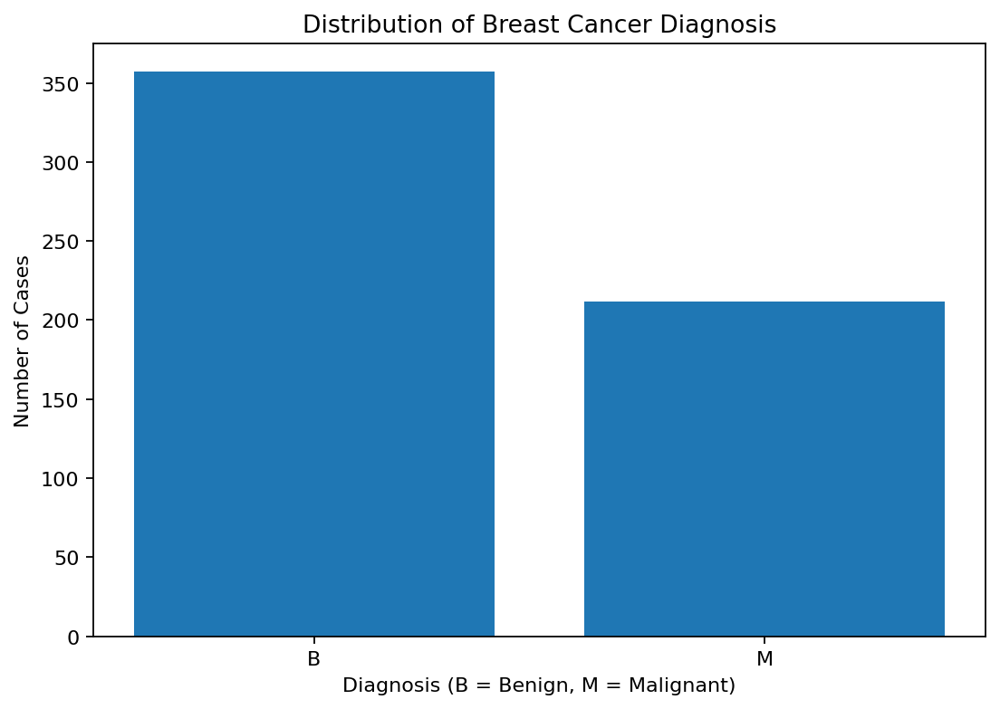 Distribution of Breast Cancer Diagnosis
350
300
250
200
150
100
50
0
Number of Cases
B
M
Diagnosis (B = Benign, M = Malignant)